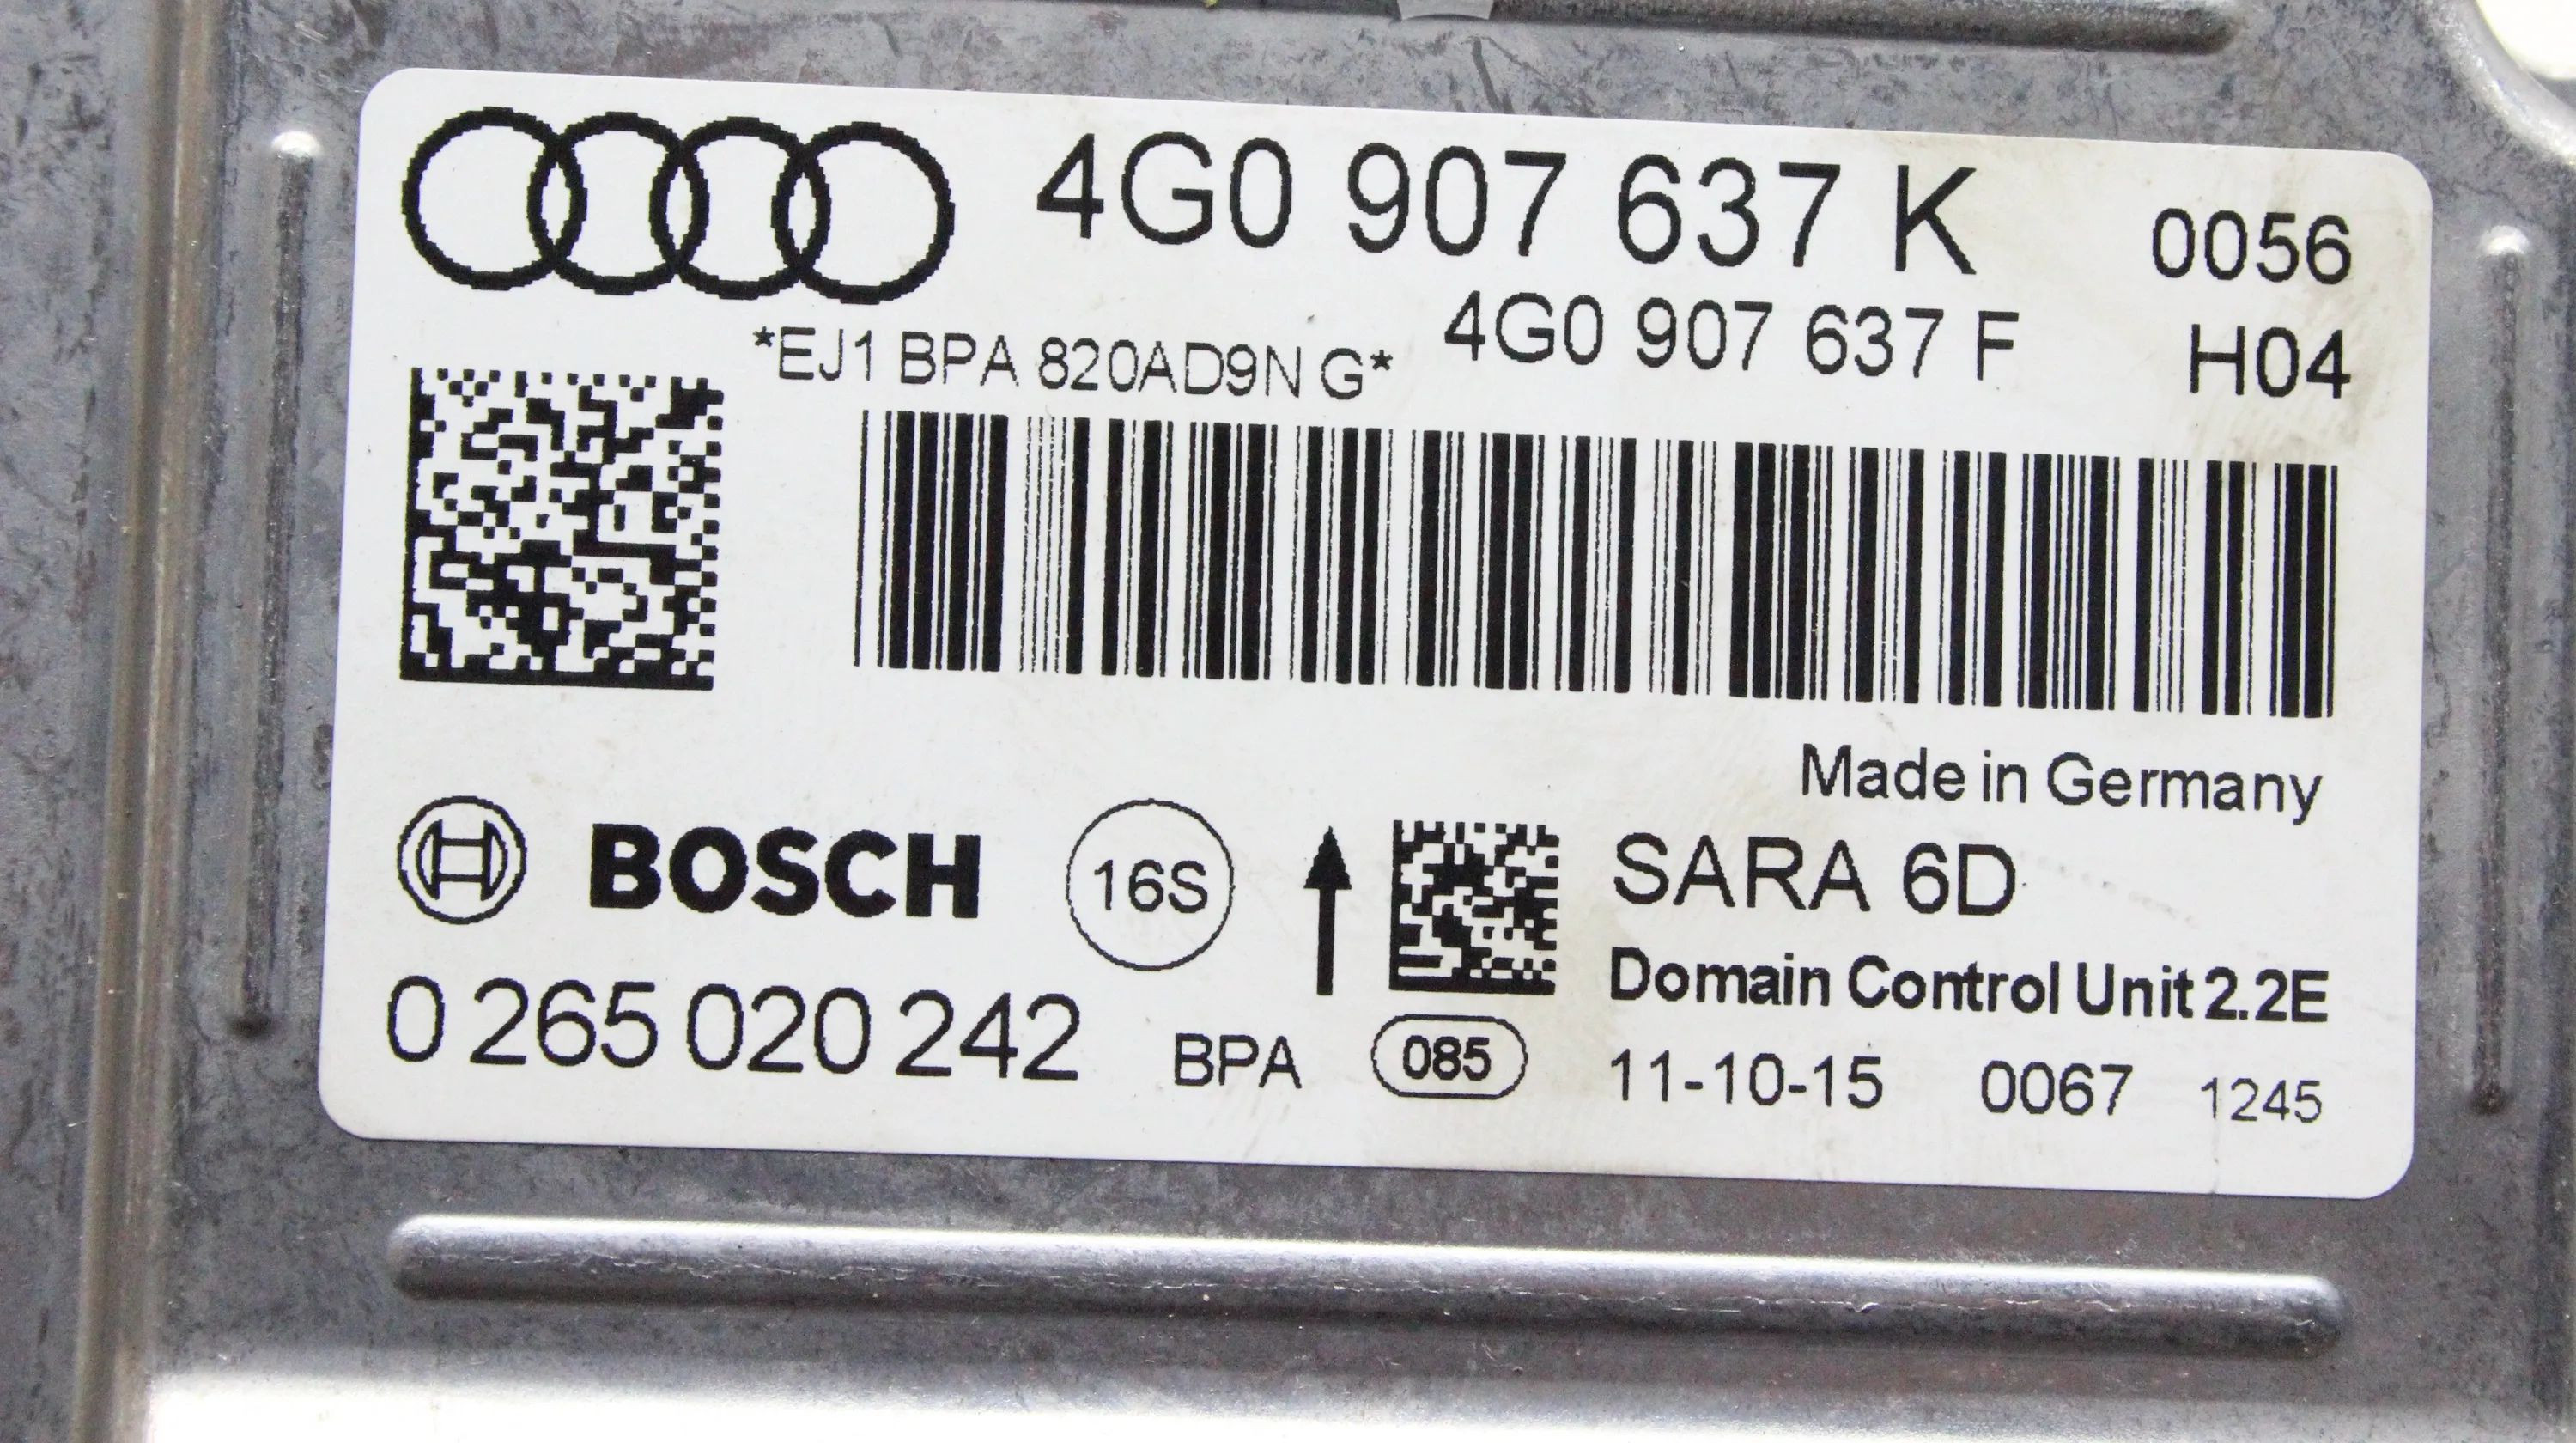 4G0 907 637 K 0056
4G0 907 637 F H04
*EJ1 BPA 820AD9N G*
Made in Germany
BOSCH 16S SARA 6D
Domain Control Unit 2.2E
0 265 020 242 BPA 085 11-10-15 0067 1245